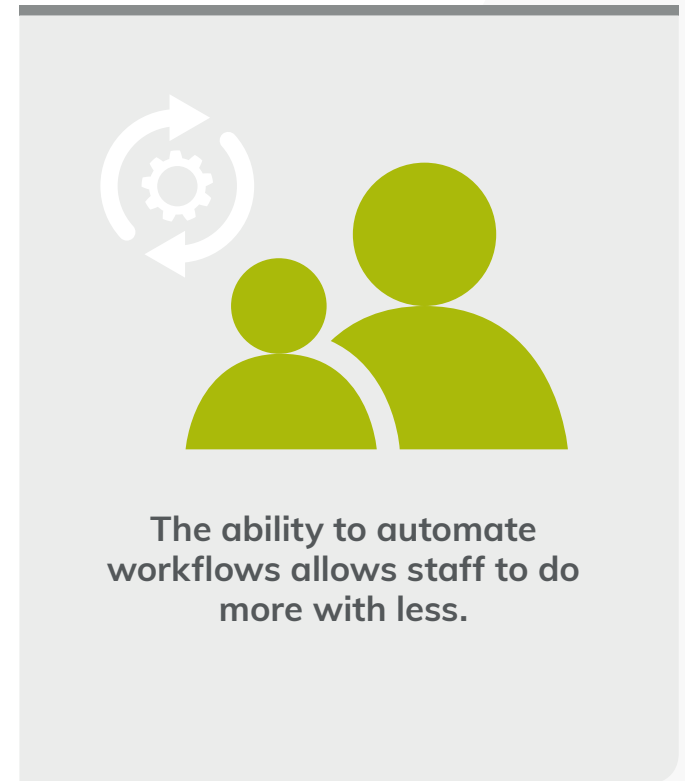 The ability to automate
workflows allows staff to do
more with less.